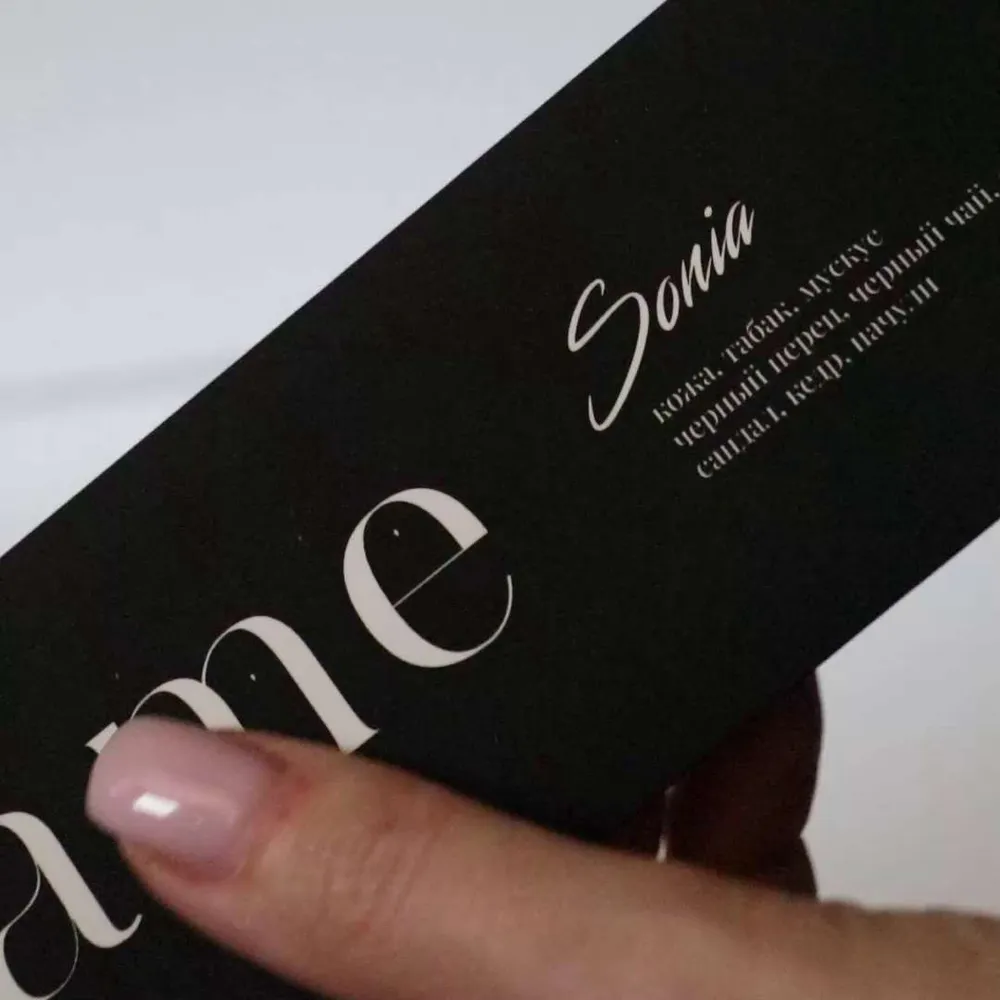 Sonia
кожа, табак, мускус
черный перец, черный чай,
сандал, кедр, пачули
ame